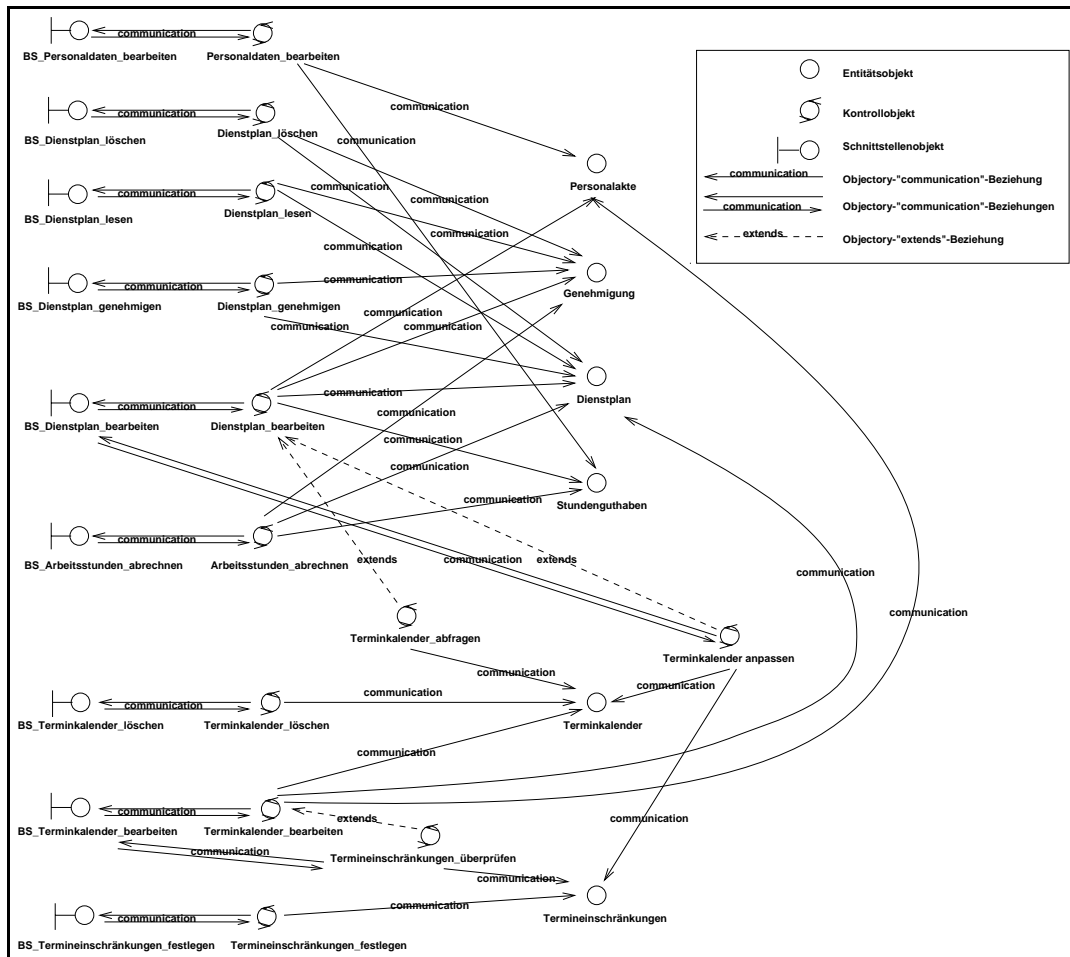 communication
BS_Personaldaten_bearbeiten
Personaldaten_bearbeiten
communication
communication
BS_Dienstplan_löschen
Dienstplan_löschen
communication
communication
BS_Dienstplan_lesen
Dienstplan_lesen
communication
Personalakte
communication
communication
BS_Dienstplan_genehmigen
Dienstplan_genehmigen
communication
Genehmigung
communication
communication
communication
communication
BS_Dienstplan_bearbeiten
Dienstplan_bearbeiten
communication
Dienstplan
communication
communication
communication
Stundenguthaben
communication
BS_Arbeitsstunden_abrechnen
Arbeitsstunden_abrechnen
extends
communication
extends
communication
communication
Terminkalender_abfragen
Terminkalender anpassen
communication
communication
communication
BS_Terminkalender_löschen
Terminkalender_löschen
communication
Terminkalender
communication
communication
BS_Terminkalender_bearbeiten
Terminkalender_bearbeiten
extends
communication
communication
Termineinschränkungen_überprüfen
communication
communication
BS_Termineinschränkungen_festlegen
Termineinschränkungen_festlegen
communication
Termineinschränkungen
Entitätsobjekt
Kontrollobjekt
Schnittstellenobjekt
communication
Objectory-"communication"-Beziehung
communication
Objectory-"communication"-Beziehungen
extends
Objectory-"extends"-Beziehung